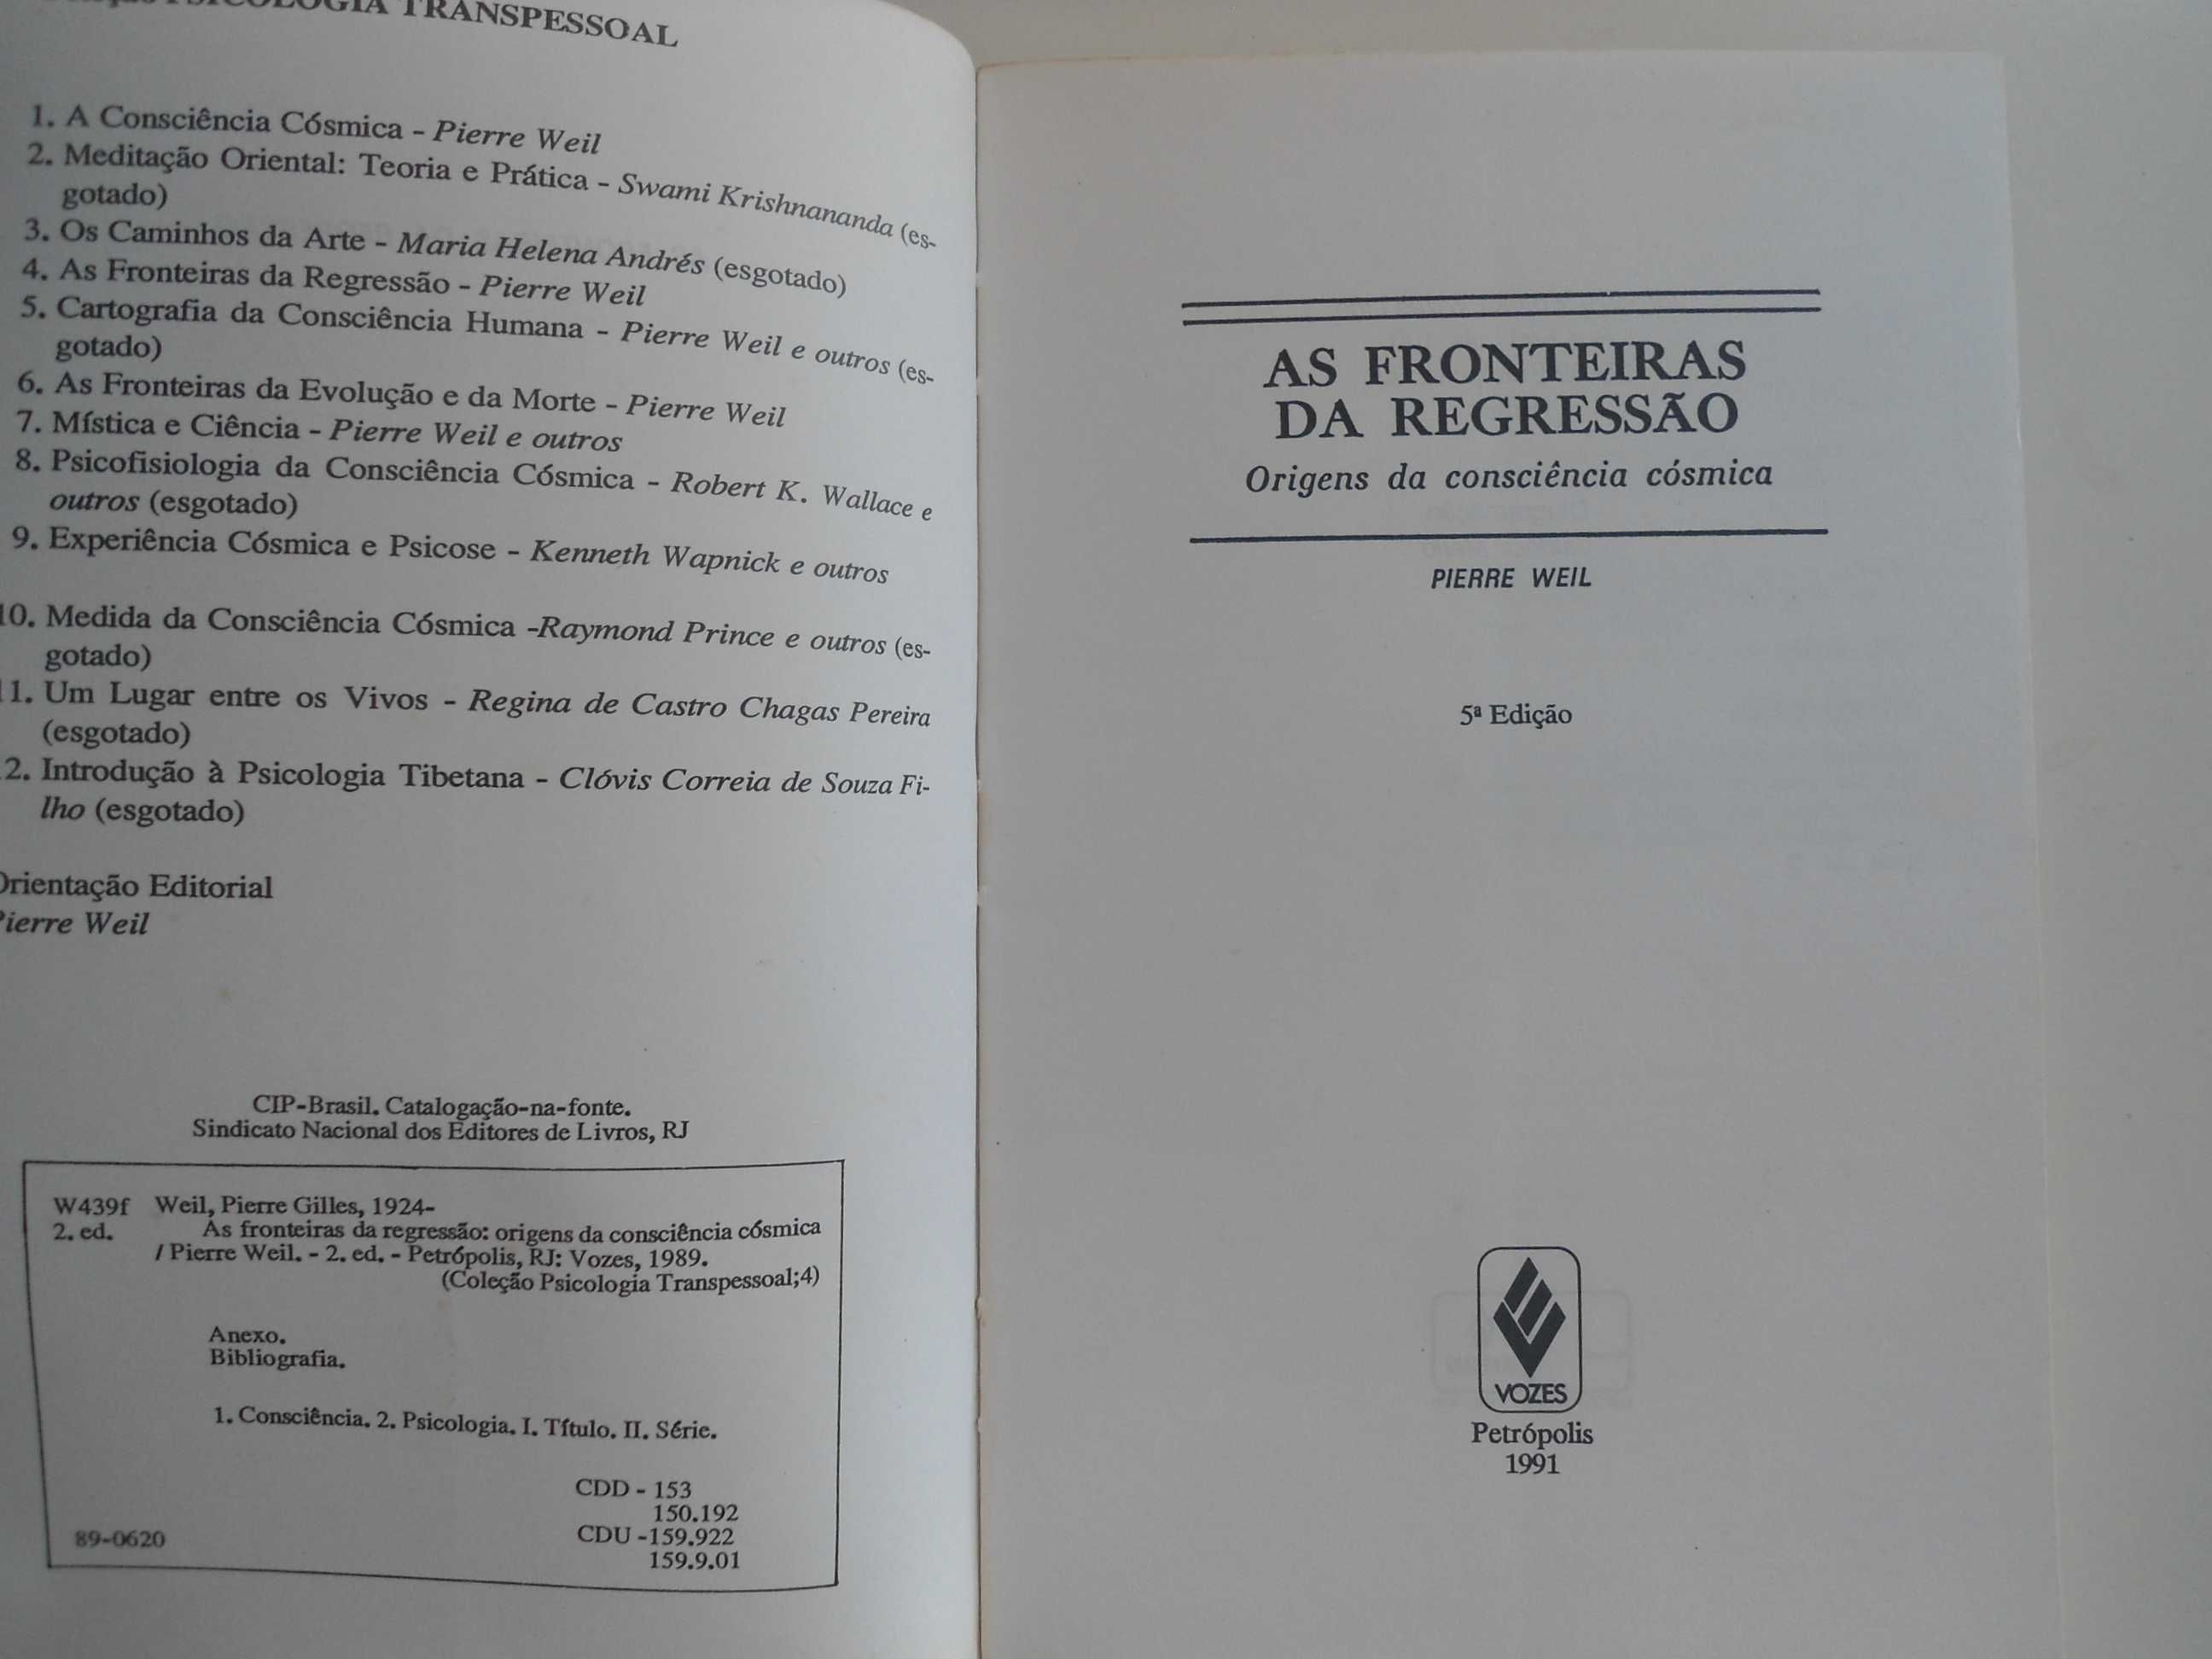 PSICOLOGIA TRANSPESSOAL
1. A Consciência Cósmica - Pierre Weil
2. Meditação Oriental: Teoria e Prática - Swami Krishnananda (es-
gotado)
3. Os Caminhos da Arte - Maria Helena Andrés (esgotado)
4. As Fronteiras da Regressão - Pierre Weil
5. Cartografia da Consciência Humana - Pierre Weil e outros (es-
gotado)
6. As Fronteiras da Evolução e da Morte - Pierre Weil
7. Mística e Ciência - Pierre Weil e outros
8. Psicofisiologia da Consciência Cósmica - Robert K. Wallace e
outros (esgotado)
9. Experiência Cósmica e Psicose - Kenneth Wapnick e outros
10. Medida da Consciência Cósmica -Raymond Prince e outros (es-
gotado)
11. Um Lugar entre os Vivos - Regina de Castro Chagas Pereira
(esgotado)
12. Introdução à Psicologia Tibetana - Clóvis Correia de Souza Fi-
lho (esgotado)
Orientação Editorial
Pierre Weil
CIP-Brasil. Catalogação-na-fonte.
Sindicato Nacional dos Editores de Livros, RJ
W439f Weil, Pierre Gilles, 1924-
2. ed. As fronteiras da regressão: origens da consciência cósmica
/ Pierre Weil. - 2. ed. - Petrópolis, RJ: Vozes, 1989.
(Coleção Psicologia Transpessoal;4)
Anexo.
Bibliografia.
1. Consciência. 2. Psicologia. I. Título. II. Série.
CDD - 153
150.192
89-0620 CDU -159.922
159.9.01
AS FRONTEIRAS
DA REGRESSÃO
Origens da consciência cósmica
PIERRE WEIL
5ª Edição
VOZES
Petrópolis
1991